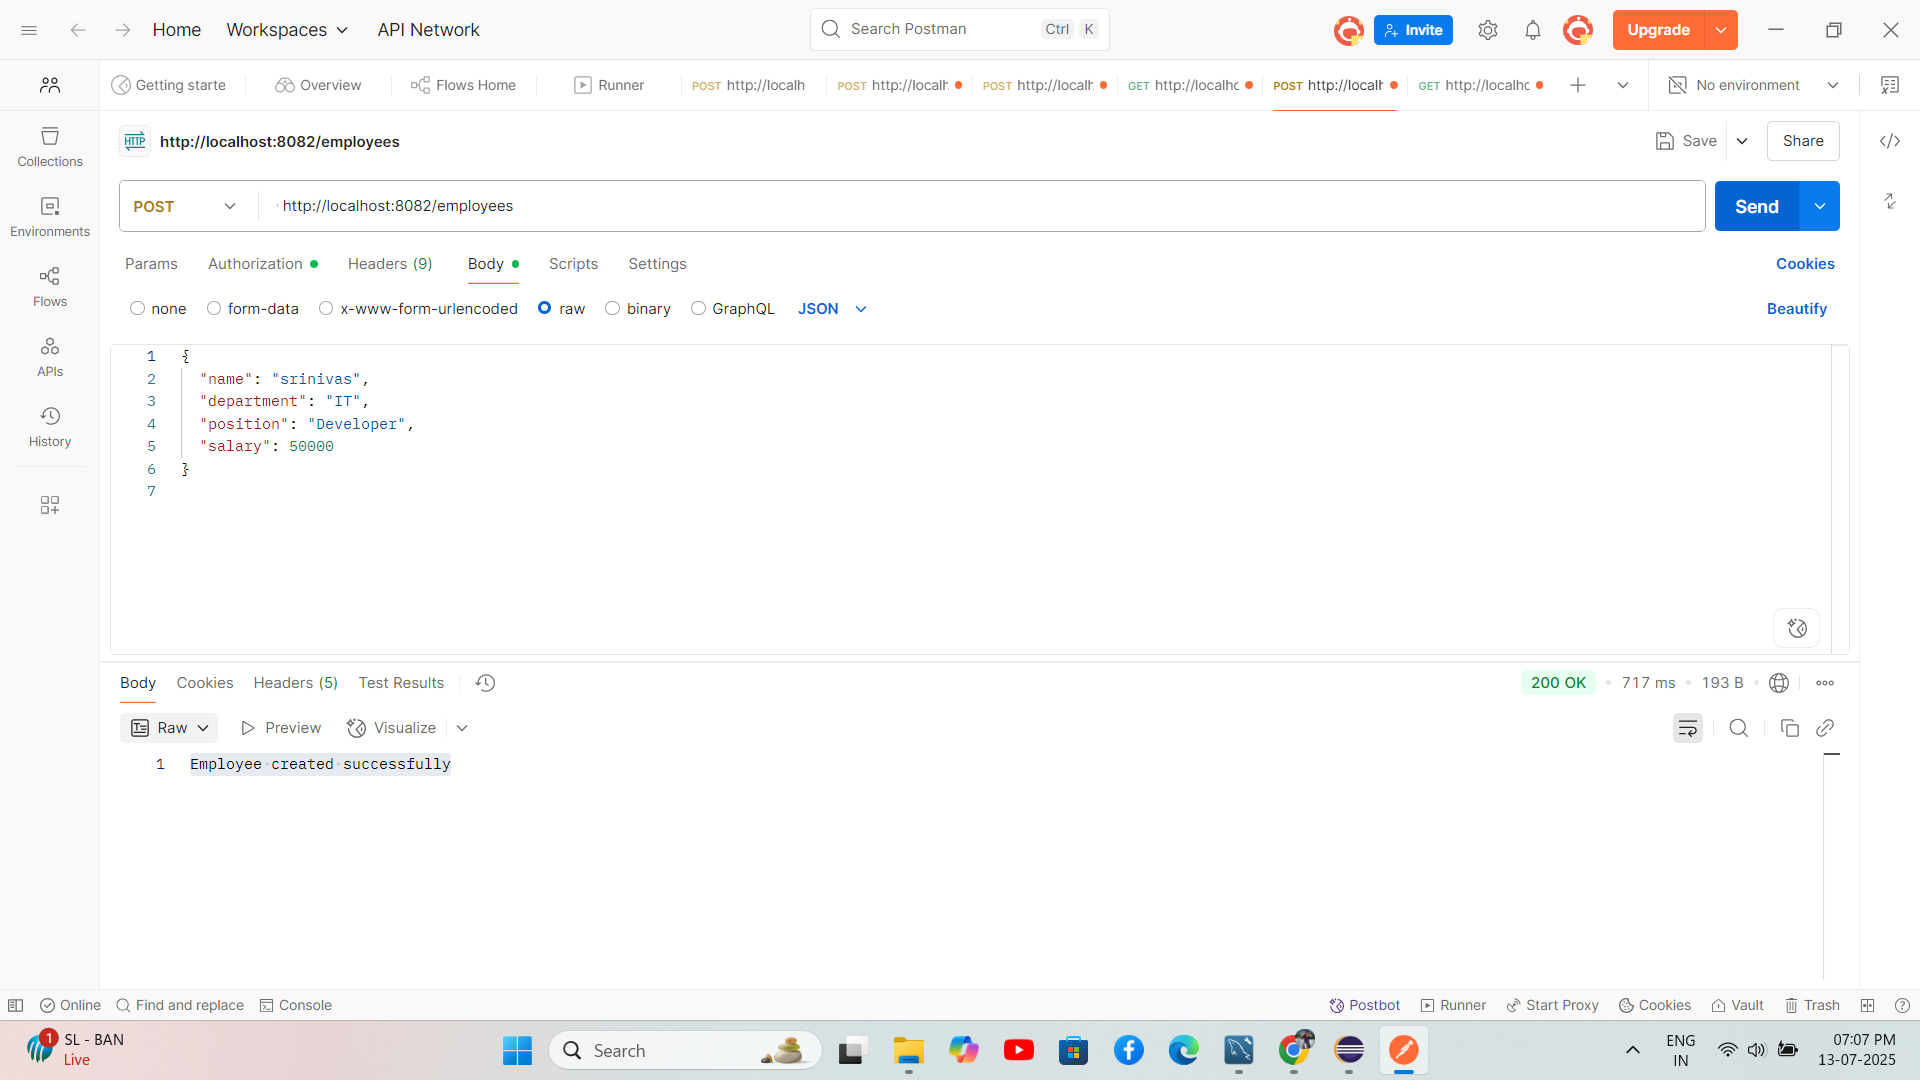 Home
Workspaces
API Network
Search Postman
Ctrl K
Invite
Upgrade
Getting starte
Overview
Flows Home
Runner
POST http://localh
POST http://localh
POST http://localh
GET http://localhc
POST http://localh
GET http://localhc
No environment
Collections
Environments
Flows
APIs
History
HTTP
http://localhost:8082/employees
Save
Share
POST
http://localhost:8082/employees
Send
Params
Authorization
Headers (9)
Body
Scripts
Settings
Cookies
none
form-data
x-www-form-urlencoded
raw
binary
GraphQL
JSON
Beautify
1 {
2 "name": "srinivas",
3 "department": "IT",
4 "position": "Developer",
5 "salary": 50000
6 }
7
Body
Cookies
Headers (5)
Test Results
200 OK
717 ms
193 B
Raw
Preview
Visualize
1 Employee created successfully
Online
Find and replace
Console
Postbot
Runner
Start Proxy
Cookies
Vault
Trash
1
SL - BAN
Live
Search
ENG
IN
07:07 PM
13-07-2025